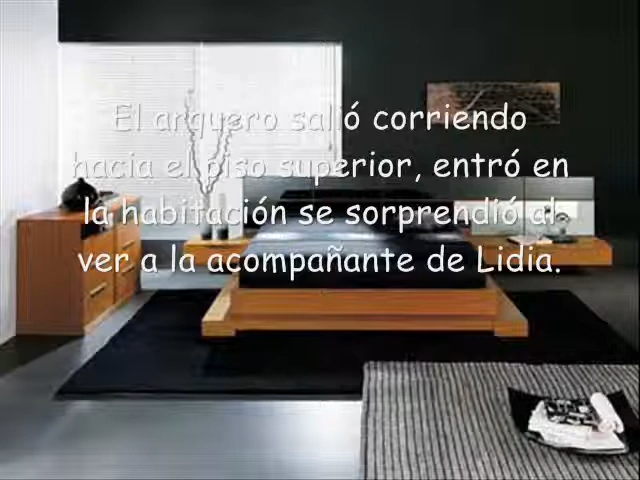 El arquero salió corriendo
hacia el piso superior, entró en
la habitación se sorprendió al
ver a la acompañante de Lidia.